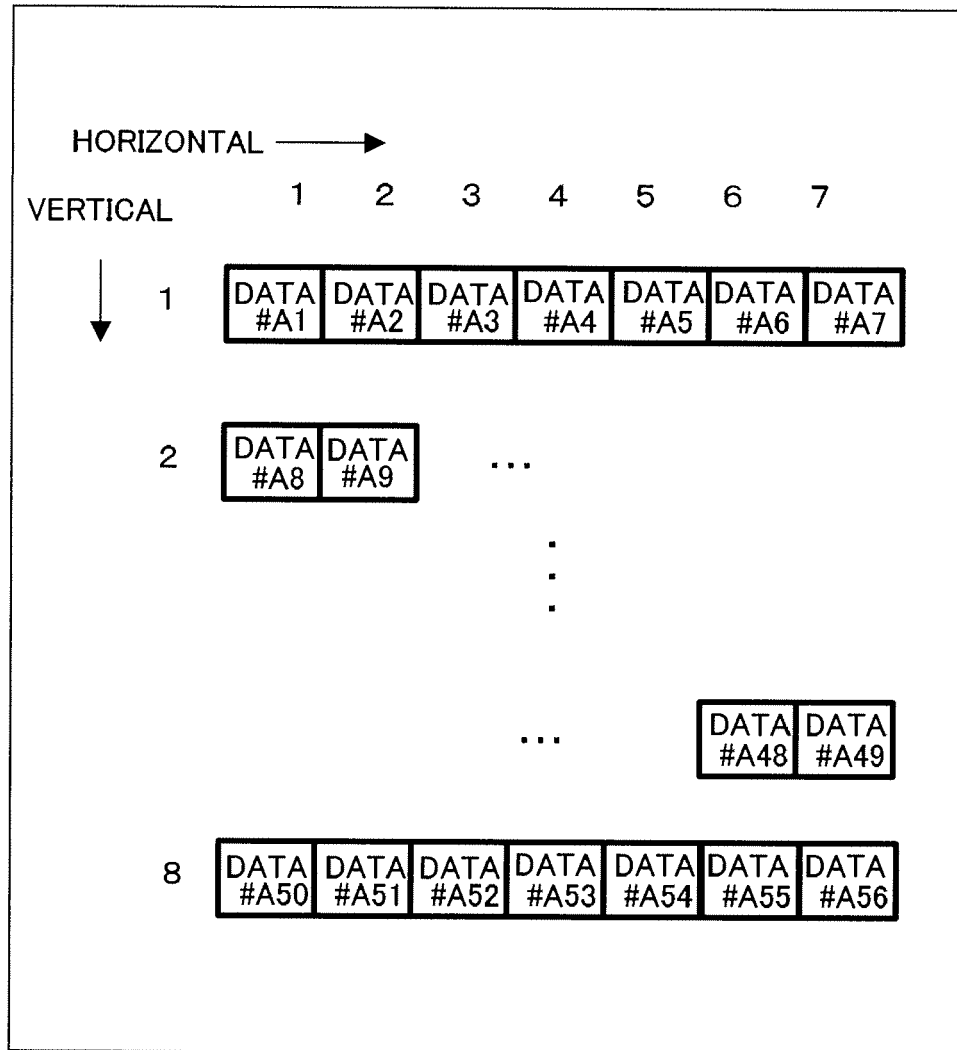 HORIZONTAL
1 2 3 4 5 6 7
VERTICAL
1
DATA #A1 DATA #A2 DATA #A3 DATA #A4 DATA #A5 DATA #A6 DATA #A7
2
DATA #A8 DATA #A9 ...
... DATA #A48 DATA #A49
8
DATA #A50 DATA #A51 DATA #A52 DATA #A53 DATA #A54 DATA #A55 DATA #A56